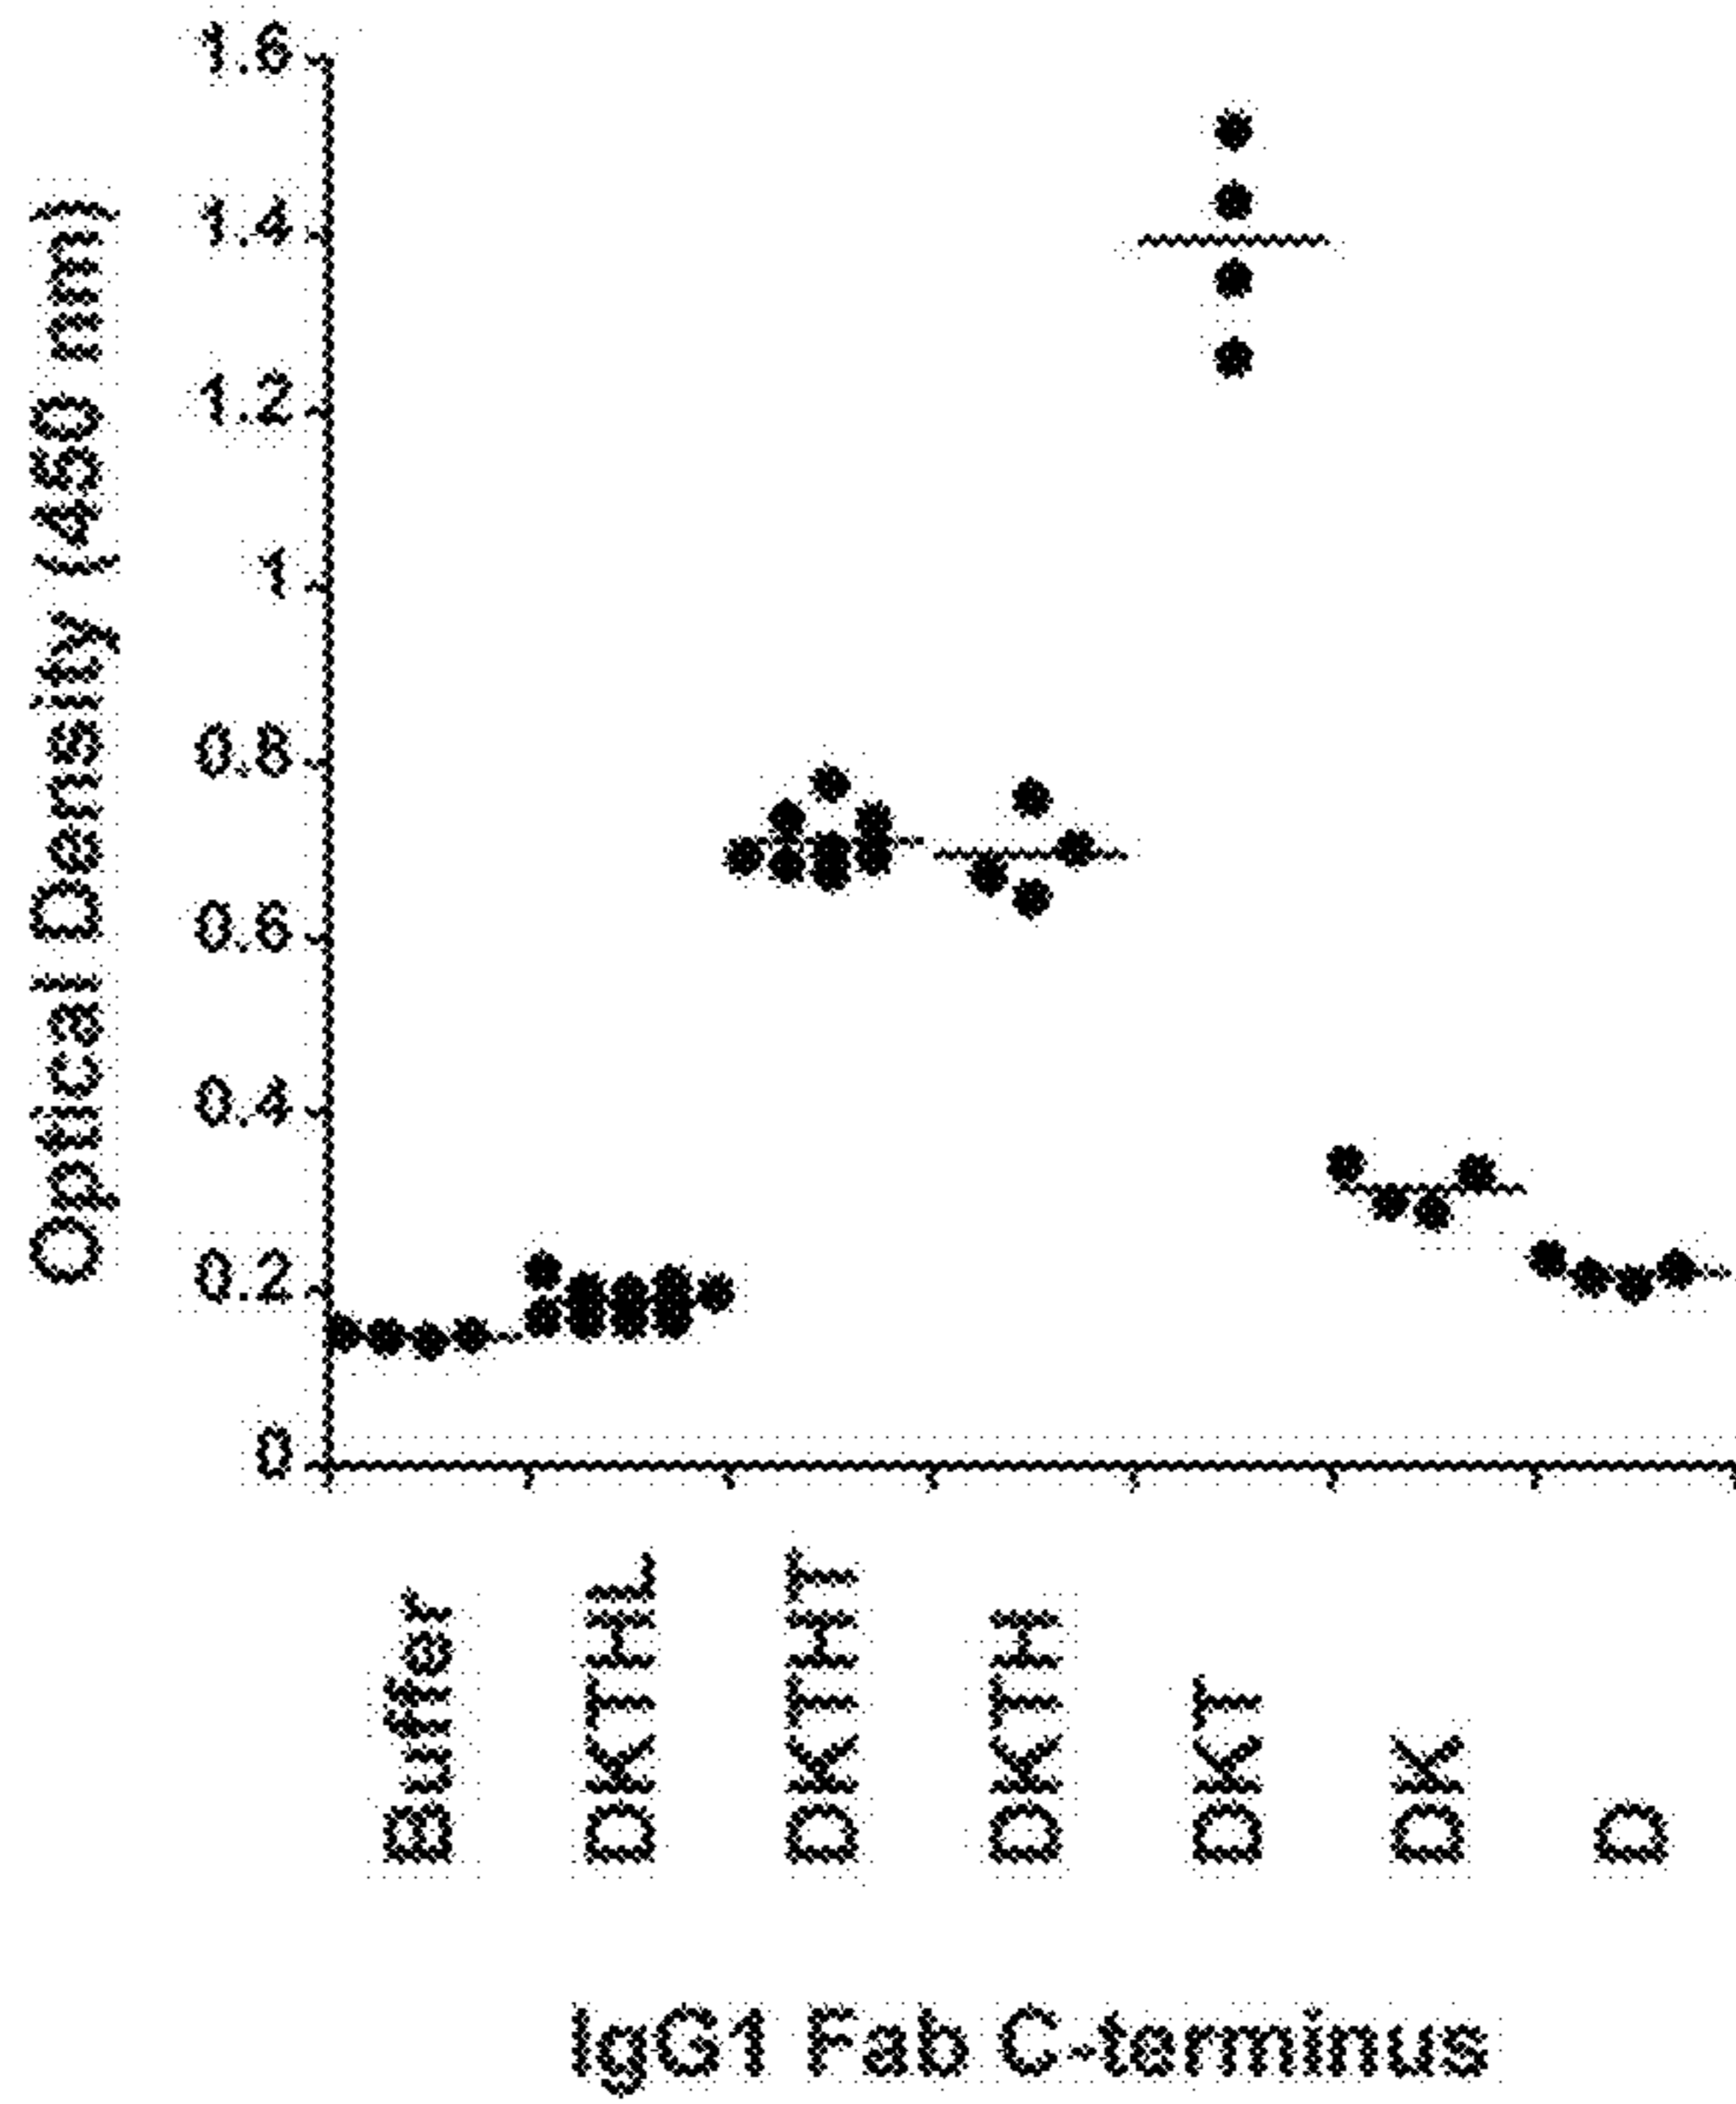 Optical Density (450 nm)
1.6
1.4
1.2
1
0.8
0.6
0.4
0.2
0
Buffer
DKTHL
DKTHT
DKTH
DKT
DK
D
IgG1 Fab C-terminus